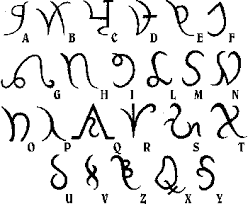 A B C D E F
G H I L M N
O P Q R S T
U V Z X Y